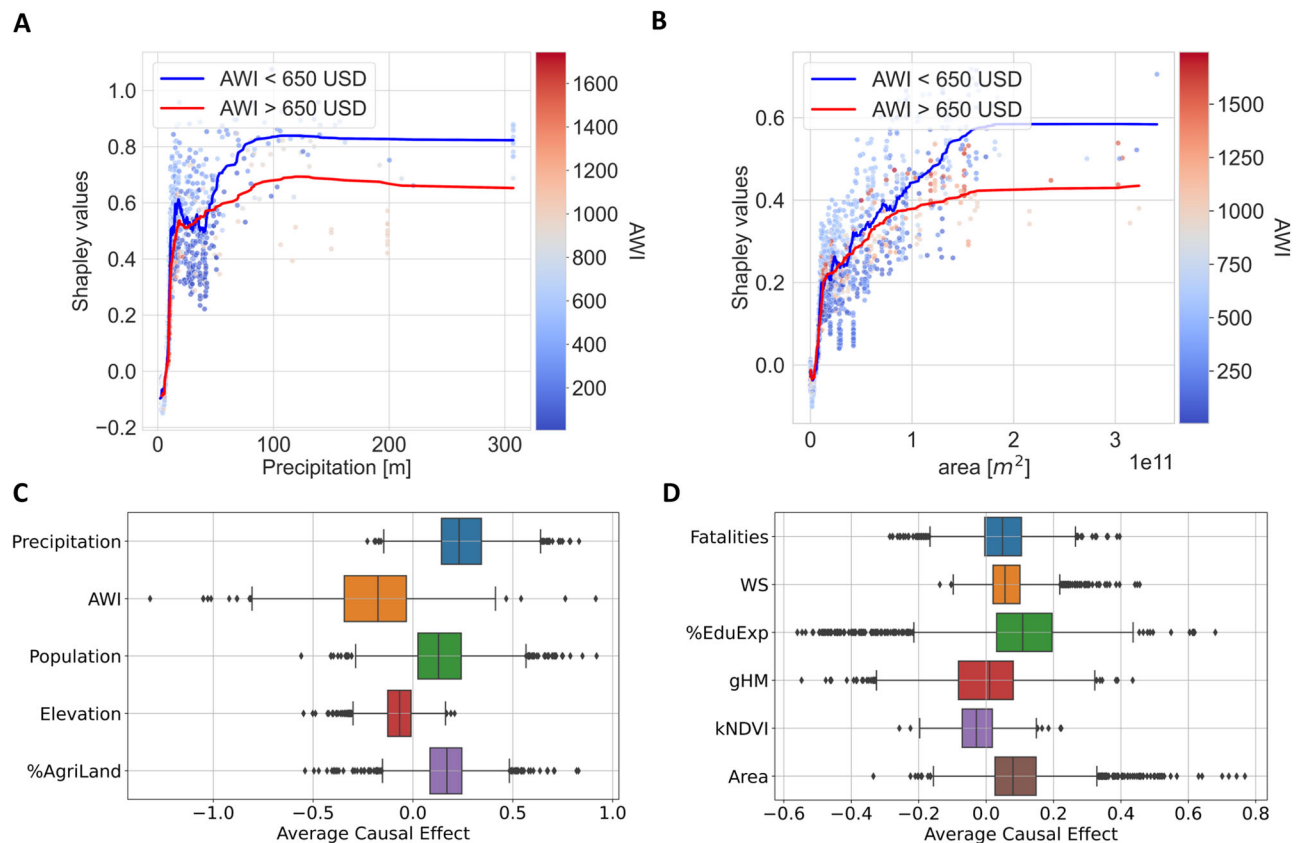 A
AWI < 650 USD
AWI > 650 USD
1.0
0.8
0.6
0.4
0.2
0.0
−0.2
Shapley values
0
100
200
300
Precipitation [m]
1600
1400
1200
1000
800
600
400
200
AWI
B
AWI < 650 USD
AWI > 650 USD
0.6
0.4
0.2
0.0
Shapley values
0
1
2
3
1e11
area [m²]
1500
1250
1000
750
500
250
AWI
C
Precipitation
AWI
Population
Elevation
%AgriLand
−1.0
−0.5
0.0
0.5
1.0
Average Causal Effect
D
Fatalities
WS
%EduExp
gHM
kNDVI
Area
−0.6
−0.4
−0.2
0.0
0.2
0.4
0.6
0.8
Average Causal Effect